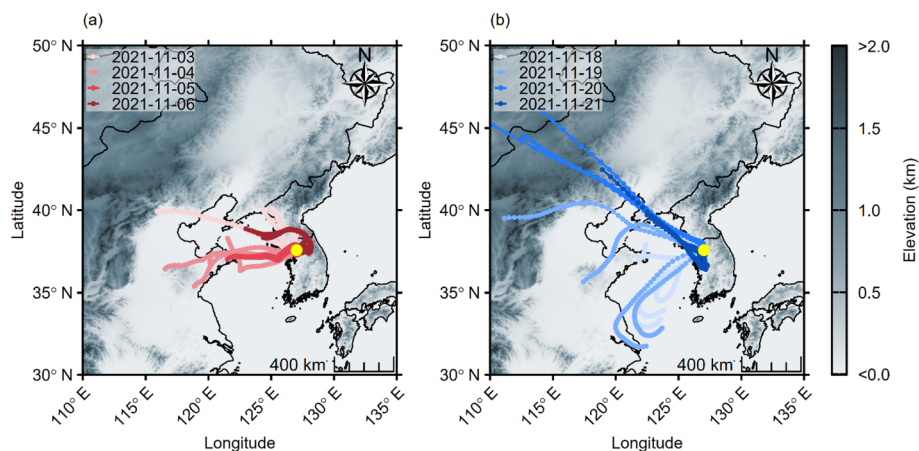 (a)
(b)
50° N
45° N
40° N
35° N
30° N
110° E
115° E
120° E
125° E
130° E
135° E
Latitude
Longitude
2021-11-03
2021-11-04
2021-11-05
2021-11-06
N
400 km
50° N
45° N
40° N
35° N
30° N
110° E
115° E
120° E
125° E
130° E
135° E
Latitude
Longitude
2021-11-18
2021-11-19
2021-11-20
2021-11-21
N
400 km
>2.0
1.5
1.0
0.5
<0.0
Elevation (km)